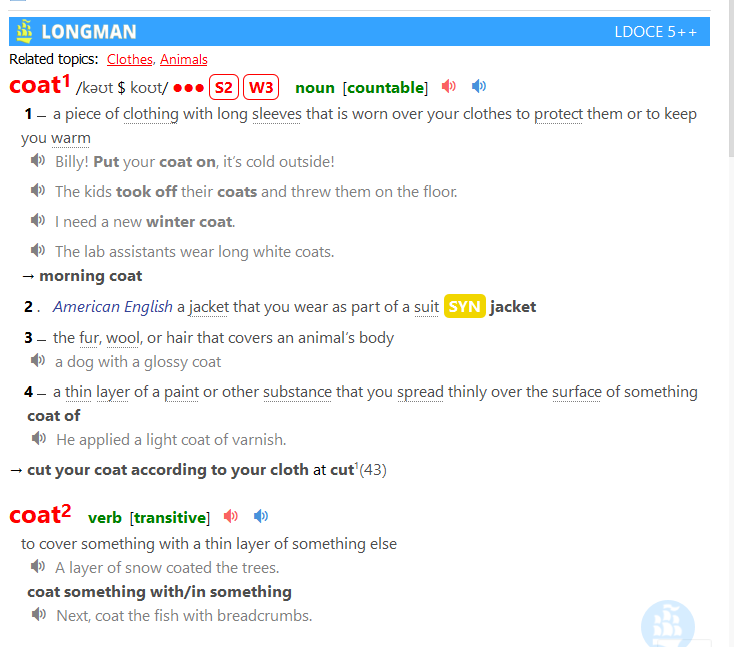 LONGMAN LDOCE 5++
Related topics: Clothes, Animals
coat1 /kəʊt $ koʊt/ ●●● S2 W3 noun [countable]
1 – a piece of clothing with long sleeves that is worn over your clothes to protect them or to keep
you warm
Billy! Put your coat on, it’s cold outside!
The kids took off their coats and threw them on the floor.
I need a new winter coat.
The lab assistants wear long white coats.
→ morning coat
2 . American English a jacket that you wear as part of a suit SYN jacket
3 – the fur, wool, or hair that covers an animal’s body
a dog with a glossy coat
4 – a thin layer of a paint or other substance that you spread thinly over the surface of something
coat of
He applied a light coat of varnish.
→ cut your coat according to your cloth at cut1(43)
coat2 verb [transitive]
to cover something with a thin layer of something else
A layer of snow coated the trees.
coat something with/in something
Next, coat the fish with breadcrumbs.